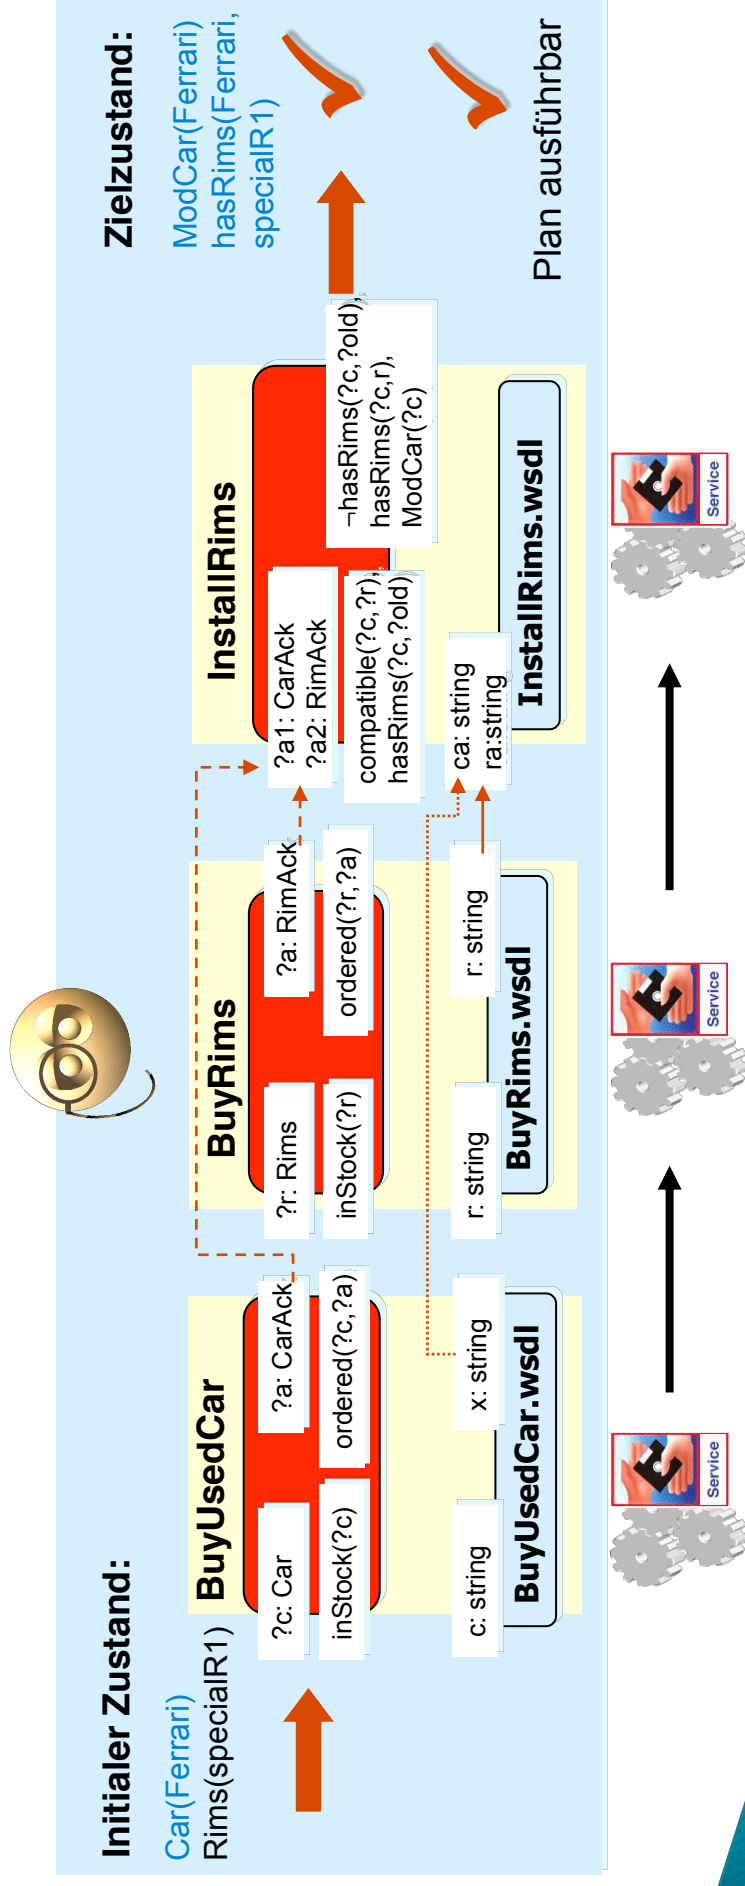 Initialer Zustand:
Car(Ferrari)
Rims(specialR1)
BuyUsedCar
?c: Car
?a: CarAck
inStock(?c)
ordered(?c,?a)
c: string
x: string
BuyUsedCar.wsdl
BuyRims
?r: Rims
?a: RimAck
inStock(?r)
ordered(?r,?a)
r: string
r: string
BuyRims.wsdl
InstallRims
?a1: CarAck
?a2: RimAck
compatible(?c,?r),
hasRims(?c,?old)
¬hasRims(?c,?old),
hasRims(?c,r),
ModCar(?c)
ca: string
ra:string
InstallRims.wsdl
Zielzustand:
ModCar(Ferrari)
hasRims(Ferrari,
specialR1)
Plan ausführbar
Service
Service
Service